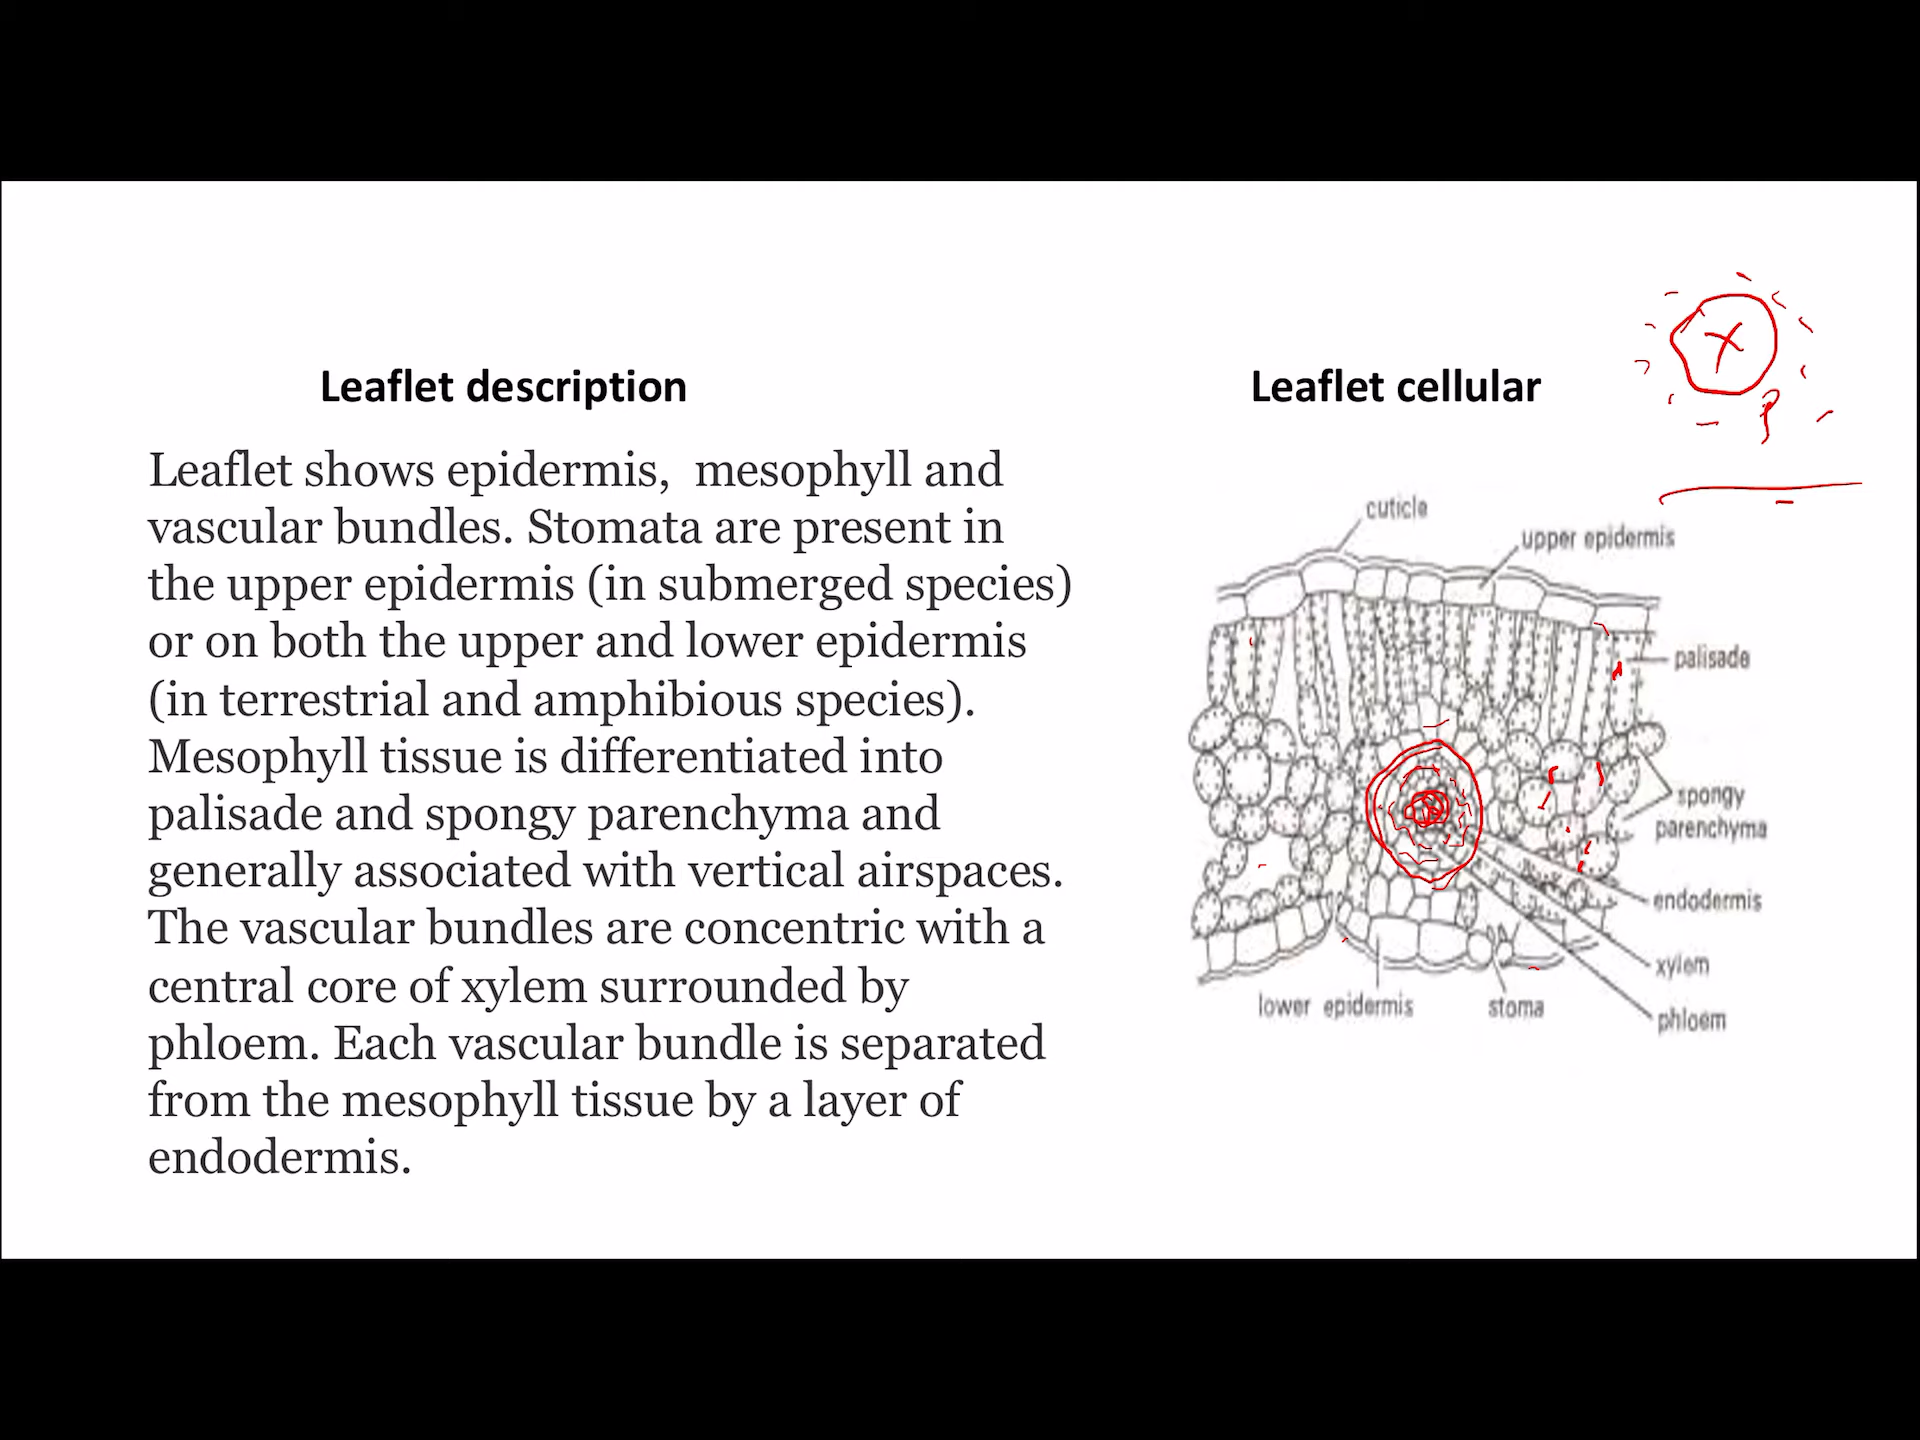 Leaflet description
Leaflet shows epidermis,  mesophyll and
vascular bundles. Stomata are present in
the upper epidermis (in submerged species)
or on both the upper and lower epidermis
(in terrestrial and amphibious species).
Mesophyll tissue is differentiated into
palisade and spongy parenchyma and
generally associated with vertical airspaces.
The vascular bundles are concentric with a
central core of xylem surrounded by
phloem. Each vascular bundle is separated
from the mesophyll tissue by a layer of
endodermis.
Leaflet cellular
X
P
cuticle
upper epidermis
palisade
spongy
parenchyma
endodermis
xylem
phloem
lower epidermis
stoma